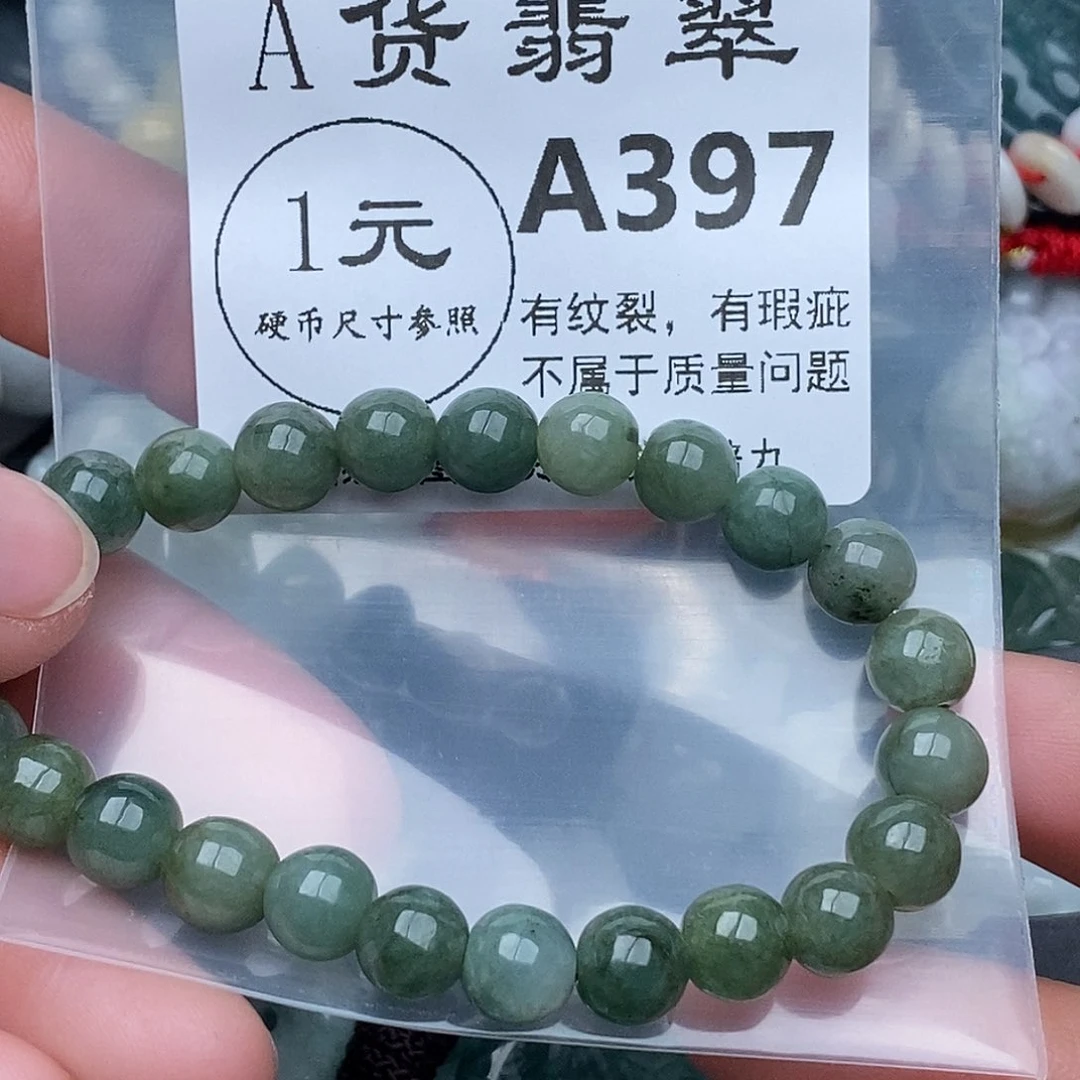 A货翡翠
A397
1元
硬币尺寸参照
有纹裂，有瑕疵
不属于质量问题